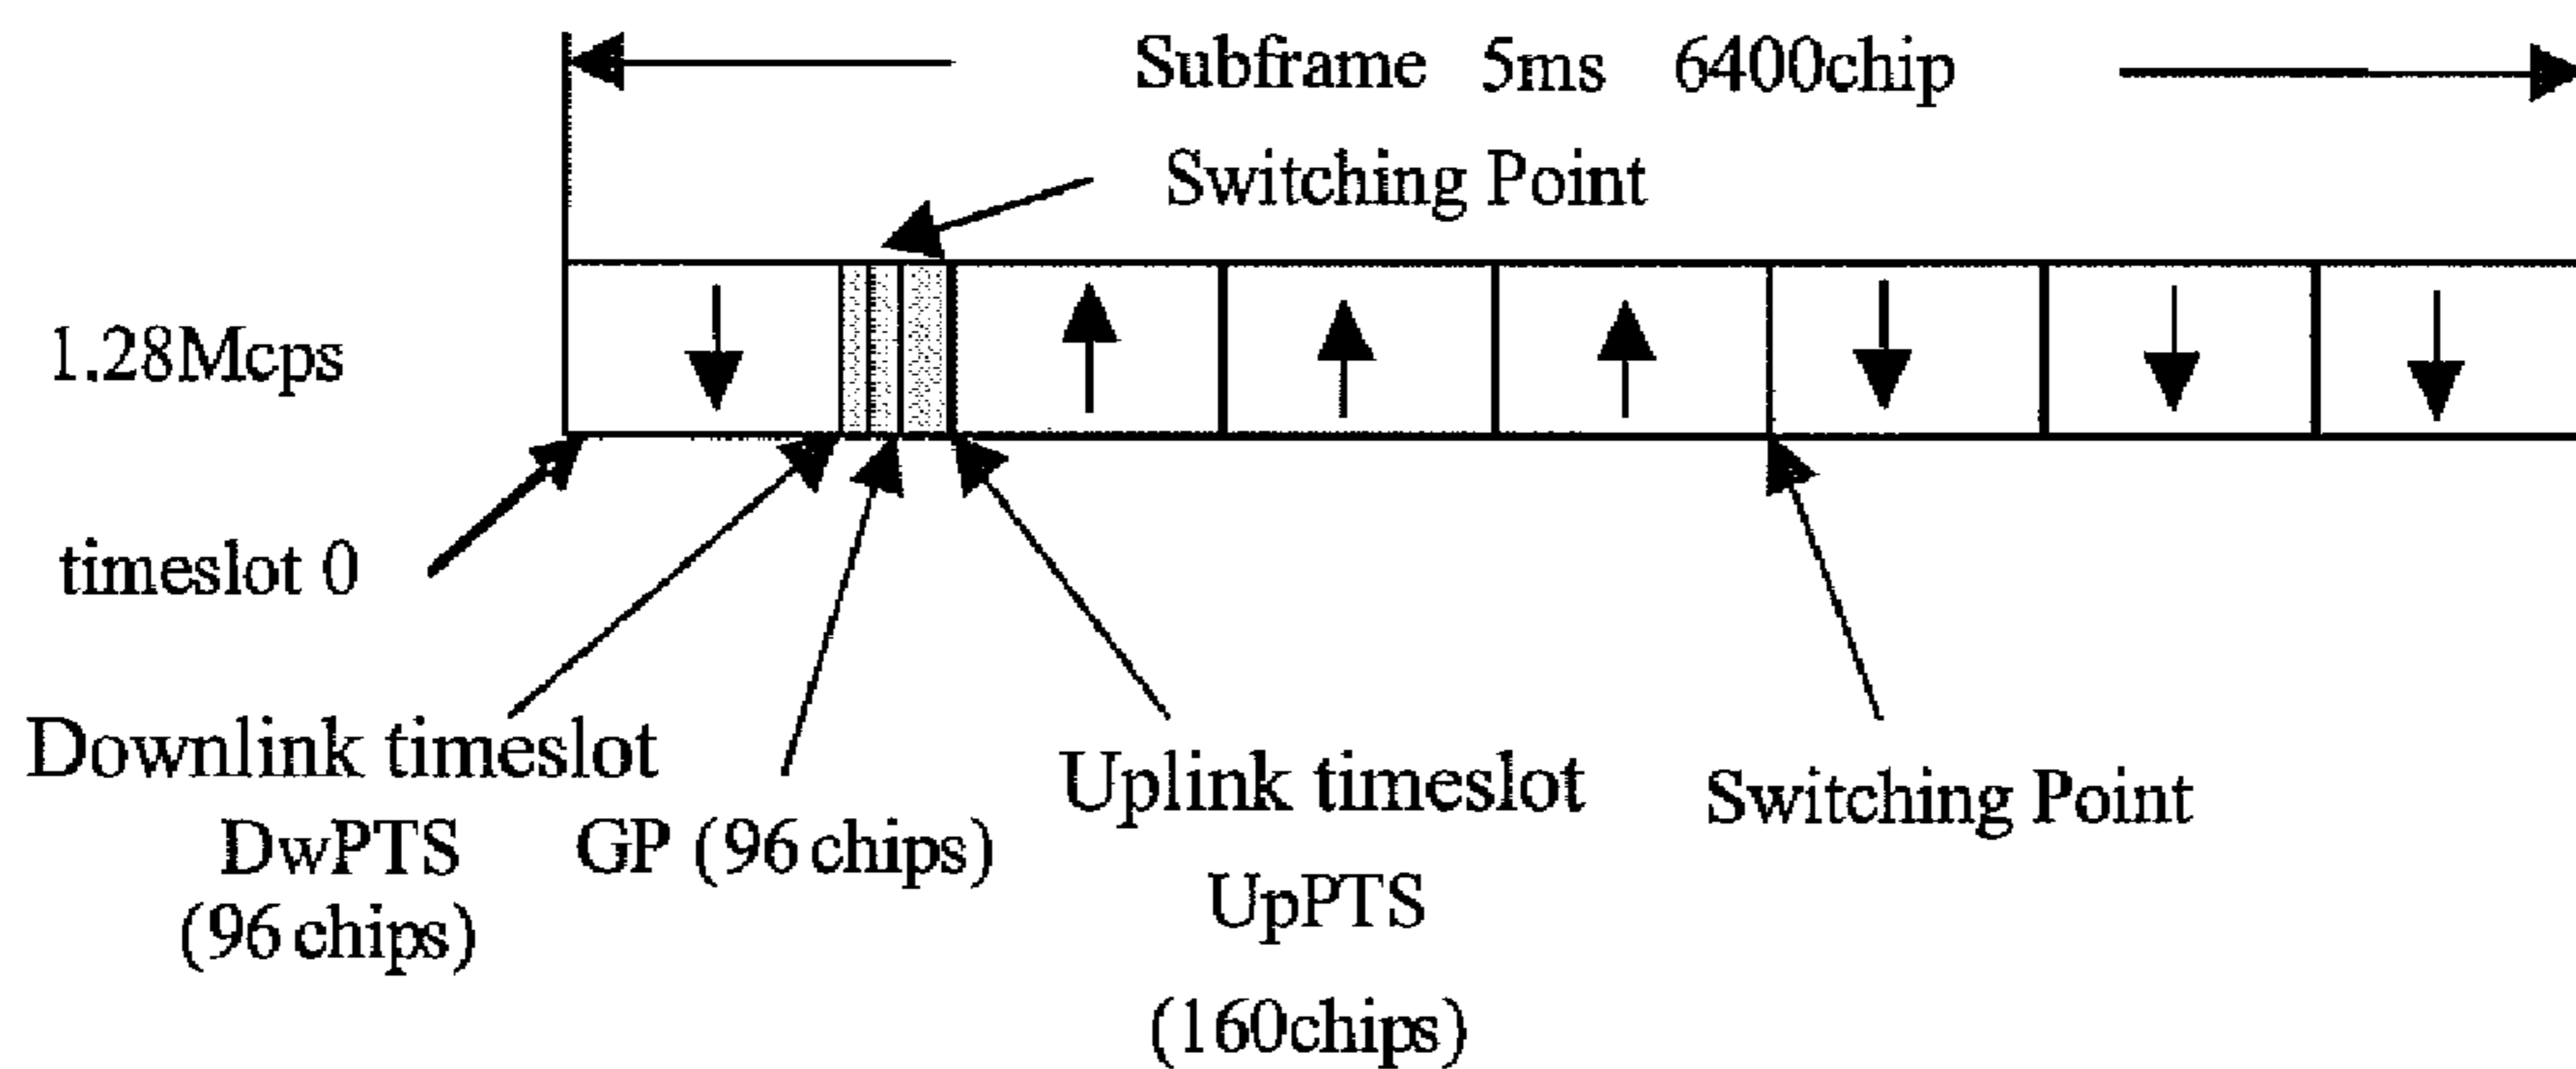 Subframe 5ms 6400chip
Switching Point
1.28Mcps
timeslot 0
Downlink timeslot
DwPTS
(96 chips)
GP (96 chips)
Uplink timeslot
UpPTS
(160chips)
Switching Point